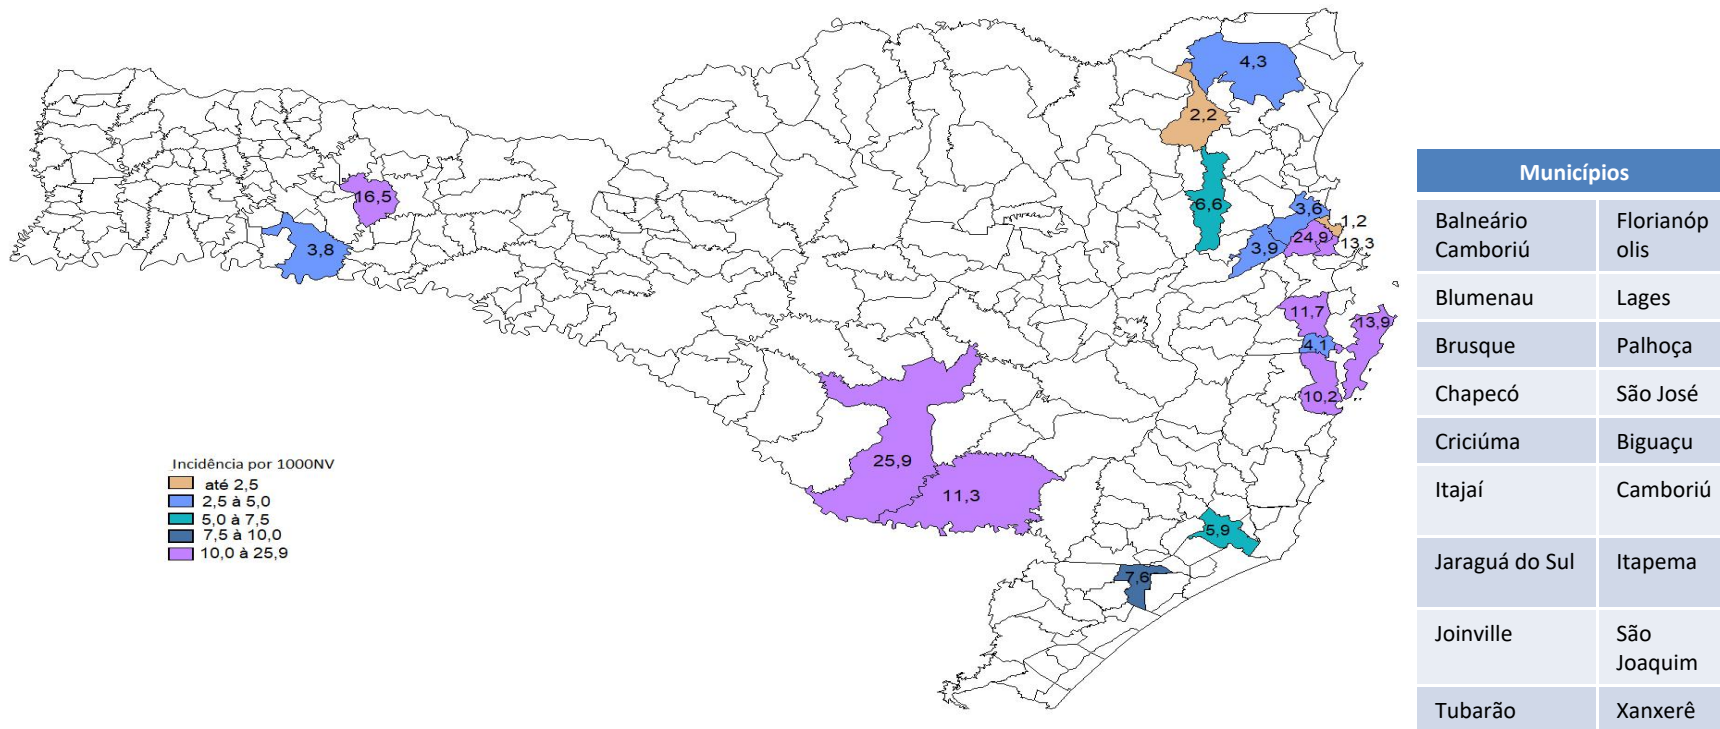 4,3
2,2
16,5
6,6
3,6
1,2
24,9
13,3
3,9
3,8
11,7
13,9
4,1
10,2
25,9
11,3
5,9
7,6
Incidência por 1000NV
até 2,5
2,5 à 5,0
5,0 à 7,5
7,5 à 10,0
10,0 à 25,9
Municípios
Balneário
Camboriú
Florianóp
olis
Blumenau
Lages
Brusque
Palhoça
Chapecó
São José
Criciúma
Biguaçu
Itajaí
Camboriú
Jaraguá do Sul
Itapema
Joinville
São
Joaquim
Tubarão
Xanxerê